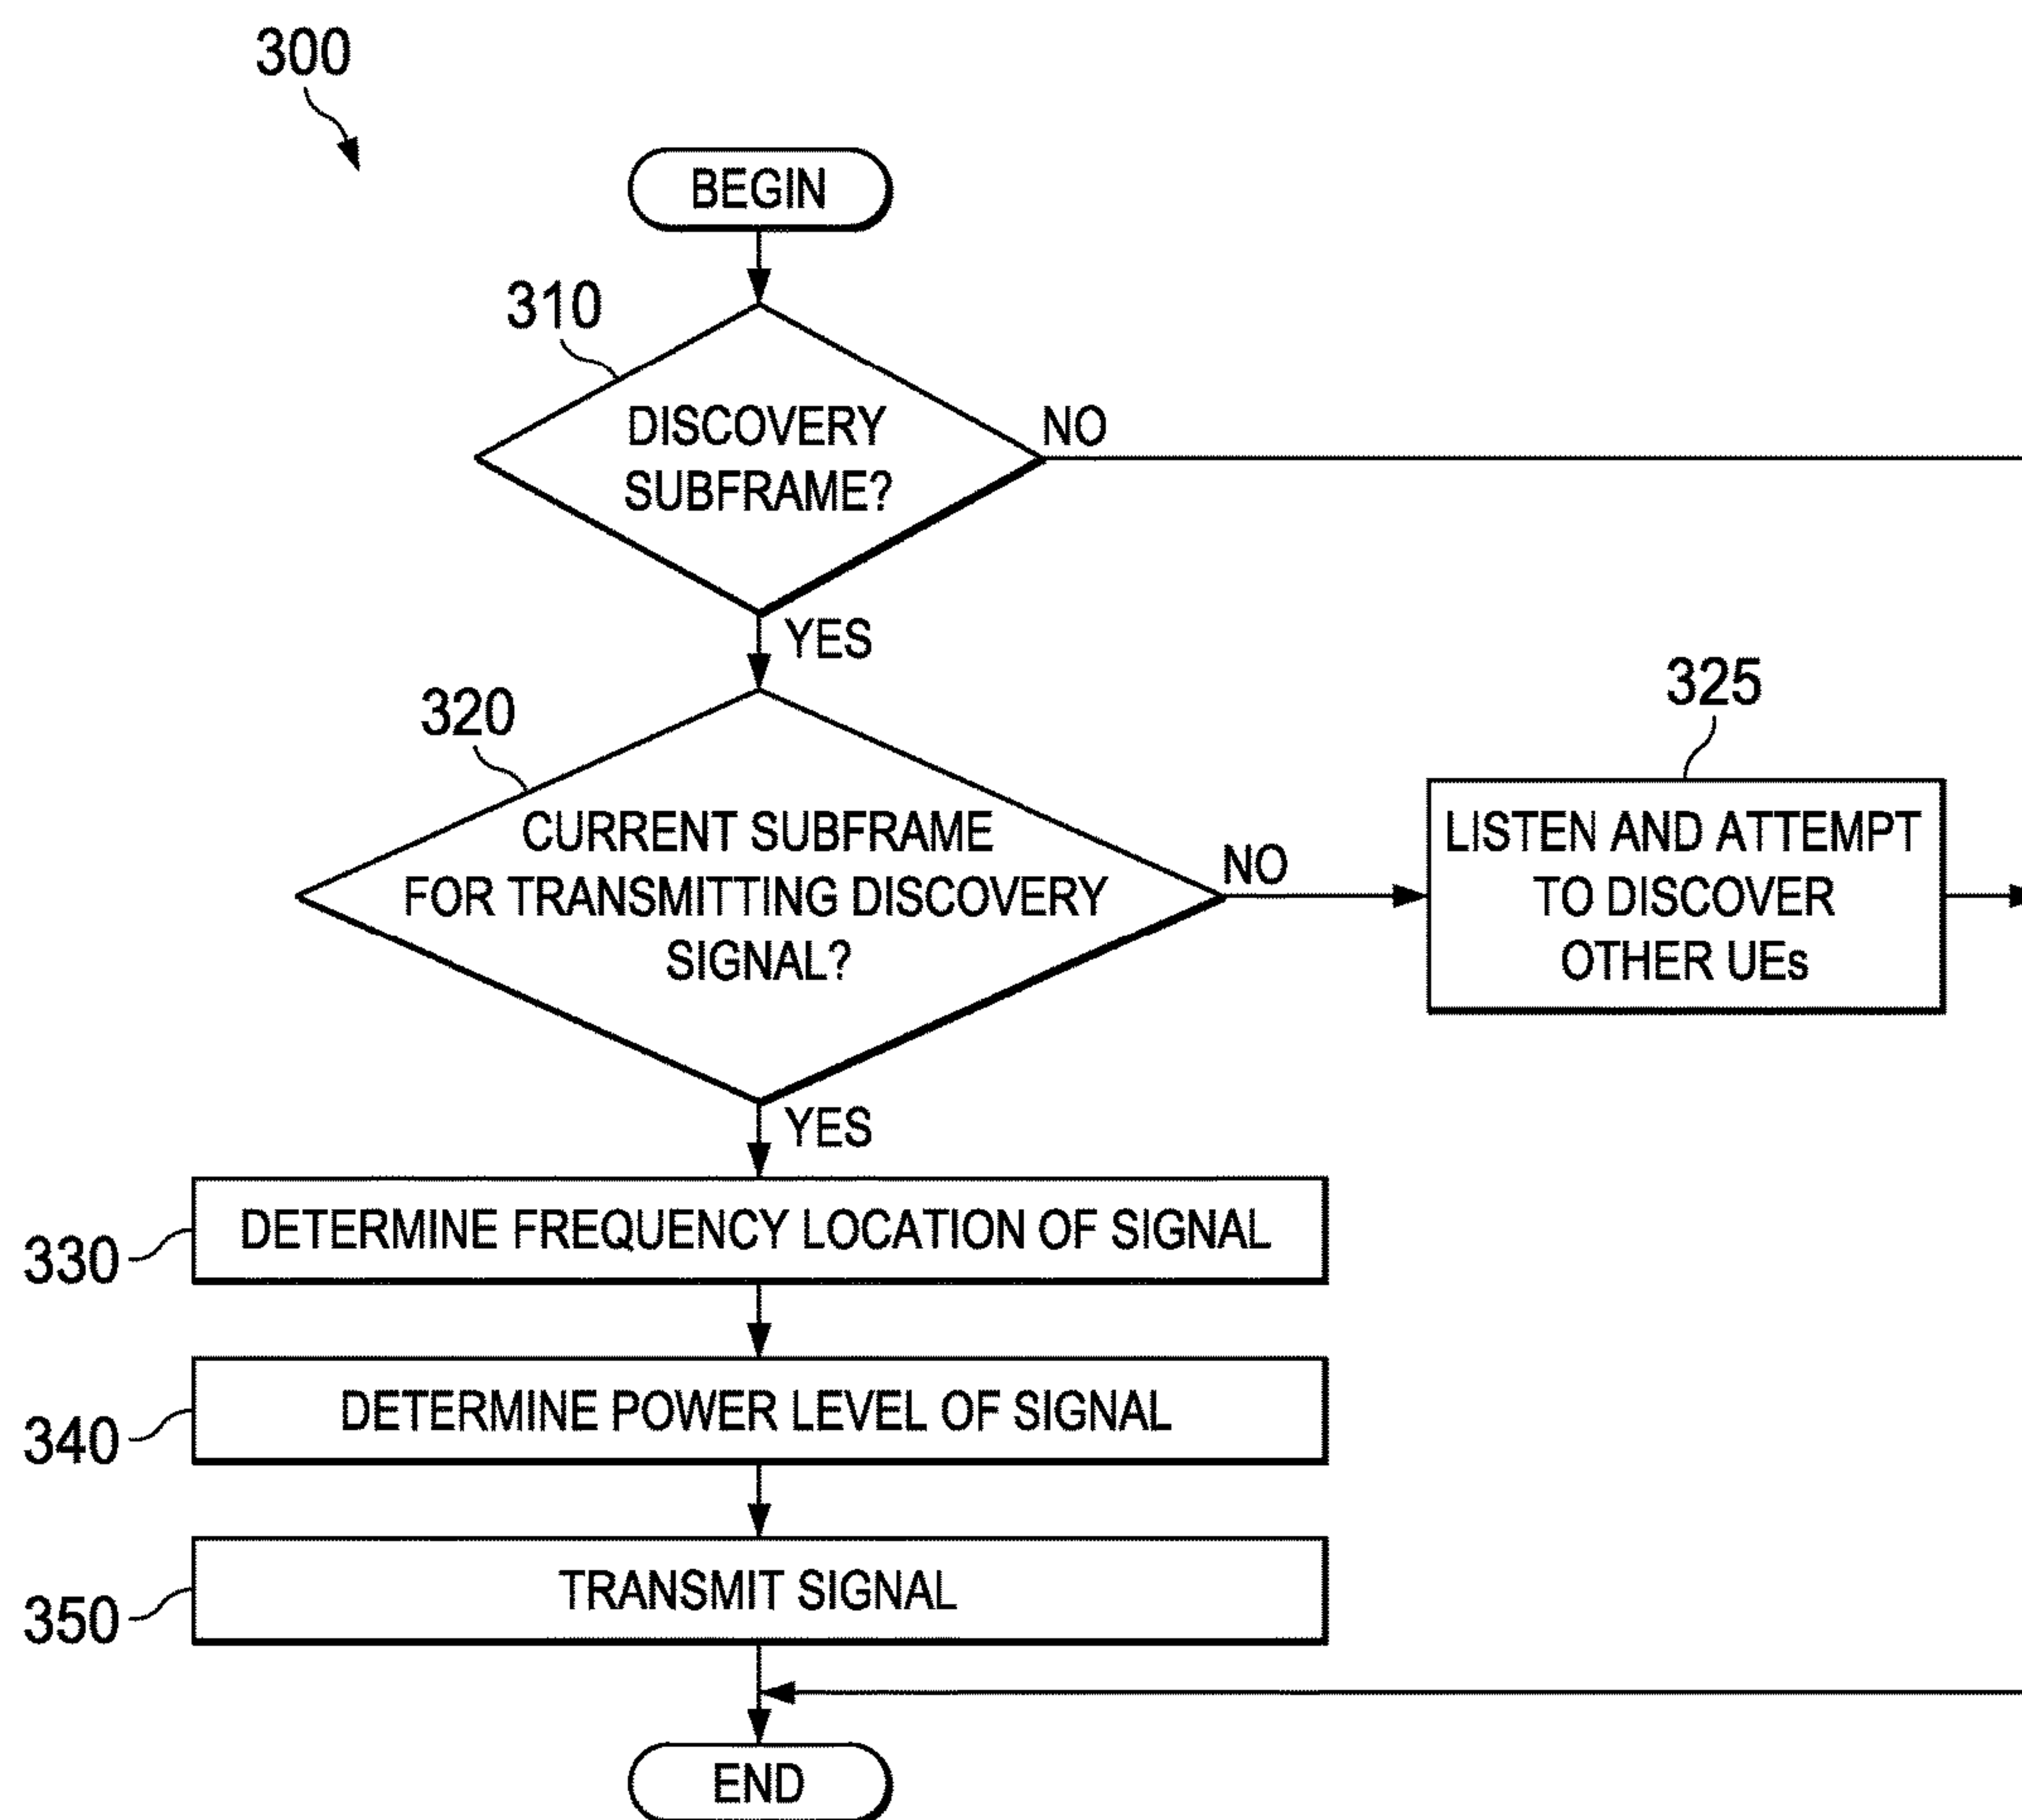 300
BEGIN
310
DISCOVERY
SUBFRAME?
NO
YES
320
CURRENT SUBFRAME
FOR TRANSMITTING DISCOVERY
SIGNAL?
NO
325
LISTEN AND ATTEMPT
TO DISCOVER
OTHER UEs
YES
330
DETERMINE FREQUENCY LOCATION OF SIGNAL
340
DETERMINE POWER LEVEL OF SIGNAL
350
TRANSMIT SIGNAL
END